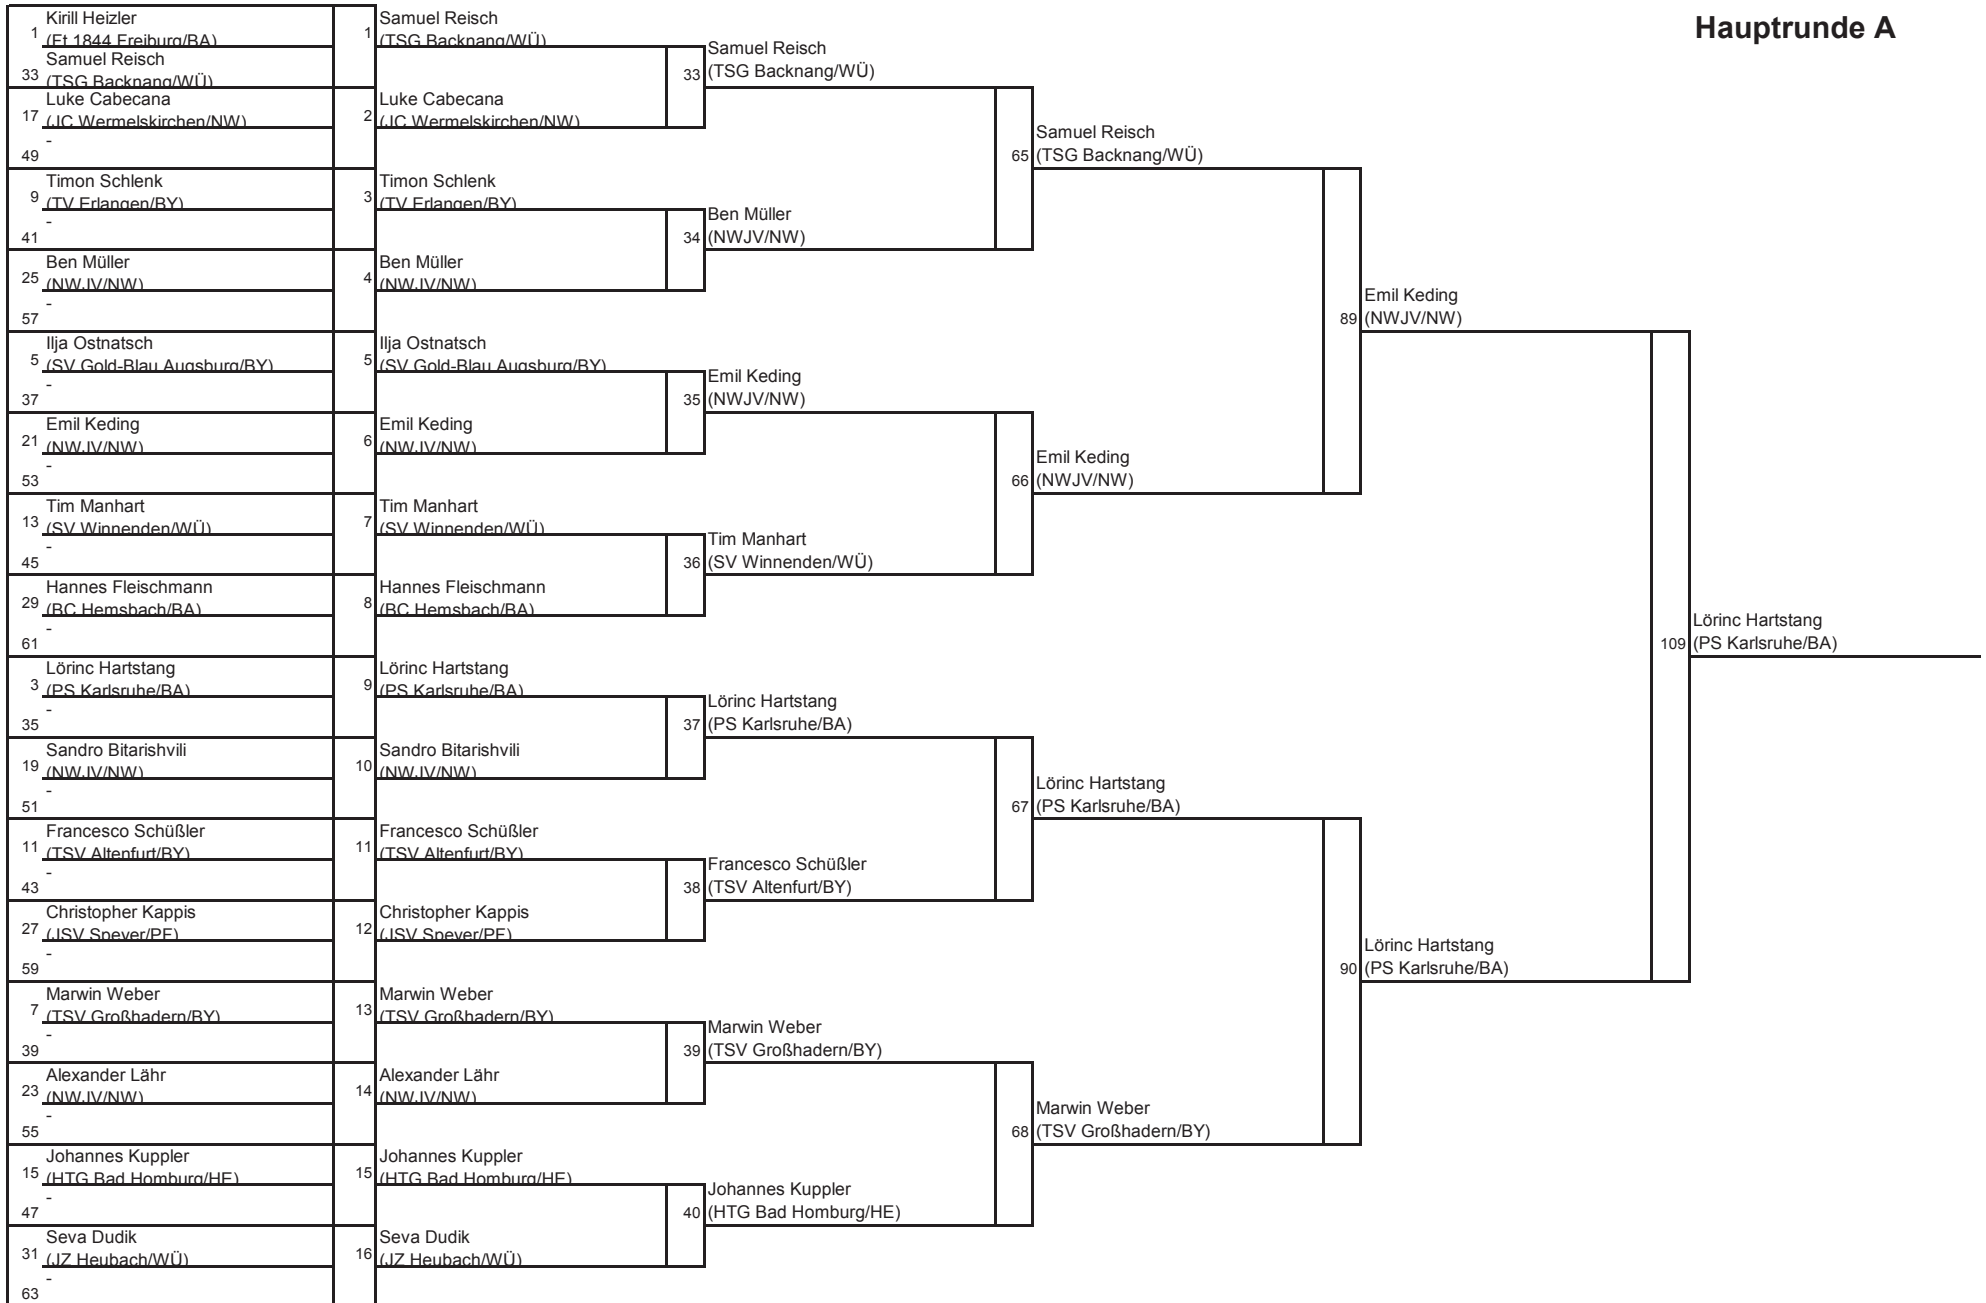 Hauptrunde A
1
Kirill Heizler
(Ft 1844 Freiburg/BA)
33
Samuel Reisch
(TSG Backnang/WÜ)
17
Luke Cabecana
(JC Wermelskirchen/NW)
49
-
9
Timon Schlenk
(TV Erlangen/BY)
41
-
25
Ben Müller
(NWJV/NW)
57
-
5
Ilja Ostnatsch
(SV Gold-Blau Augsburg/BY)
37
-
21
Emil Keding
(NWJV/NW)
53
-
13
Tim Manhart
(SV Winnenden/WÜ)
45
-
29
Hannes Fleischmann
(BC Hemsbach/BA)
61
-
3
Lörinc Hartstang
(PS Karlsruhe/BA)
35
-
19
Sandro Bitarishvili
(NWJV/NW)
51
-
11
Francesco Schüßler
(TSV Altenfurt/BY)
43
-
27
Christopher Kappis
(JSV Speyer/PF)
59
-
7
Marwin Weber
(TSV Großhadern/BY)
39
-
23
Alexander Lähr
(NWJV/NW)
55
-
15
Johannes Kuppler
(HTG Bad Homburg/HE)
47
-
31
Seva Dudik
(JZ Heubach/WÜ)
63
-
1
Samuel Reisch
(TSG Backnang/WÜ)
2
Luke Cabecana
(JC Wermelskirchen/NW)
3
Timon Schlenk
(TV Erlangen/BY)
4
Ben Müller
(NWJV/NW)
5
Ilja Ostnatsch
(SV Gold-Blau Augsburg/BY)
6
Emil Keding
(NWJV/NW)
7
Tim Manhart
(SV Winnenden/WÜ)
8
Hannes Fleischmann
(BC Hemsbach/BA)
9
Lörinc Hartstang
(PS Karlsruhe/BA)
10
Sandro Bitarishvili
(NWJV/NW)
11
Francesco Schüßler
(TSV Altenfurt/BY)
12
Christopher Kappis
(JSV Speyer/PF)
13
Marwin Weber
(TSV Großhadern/BY)
14
Alexander Lähr
(NWJV/NW)
15
Johannes Kuppler
(HTG Bad Homburg/HE)
16
Seva Dudik
(JZ Heubach/WÜ)
33
Samuel Reisch
(TSG Backnang/WÜ)
34
Ben Müller
(NWJV/NW)
35
Emil Keding
(NWJV/NW)
36
Tim Manhart
(SV Winnenden/WÜ)
37
Lörinc Hartstang
(PS Karlsruhe/BA)
38
Francesco Schüßler
(TSV Altenfurt/BY)
39
Marwin Weber
(TSV Großhadern/BY)
40
Johannes Kuppler
(HTG Bad Homburg/HE)
65
Samuel Reisch
(TSG Backnang/WÜ)
66
Emil Keding
(NWJV/NW)
67
Lörinc Hartstang
(PS Karlsruhe/BA)
68
Marwin Weber
(TSV Großhadern/BY)
89
Emil Keding
(NWJV/NW)
90
Lörinc Hartstang
(PS Karlsruhe/BA)
109
Lörinc Hartstang
(PS Karlsruhe/BA)